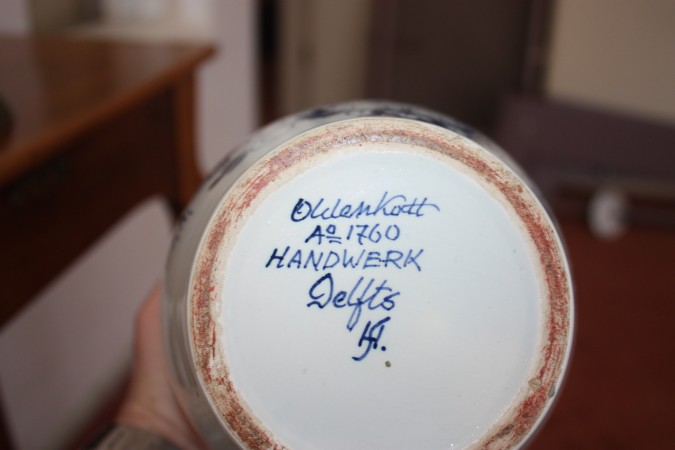 Oldenkott
Aº 1760
HANDWERK
Delfts